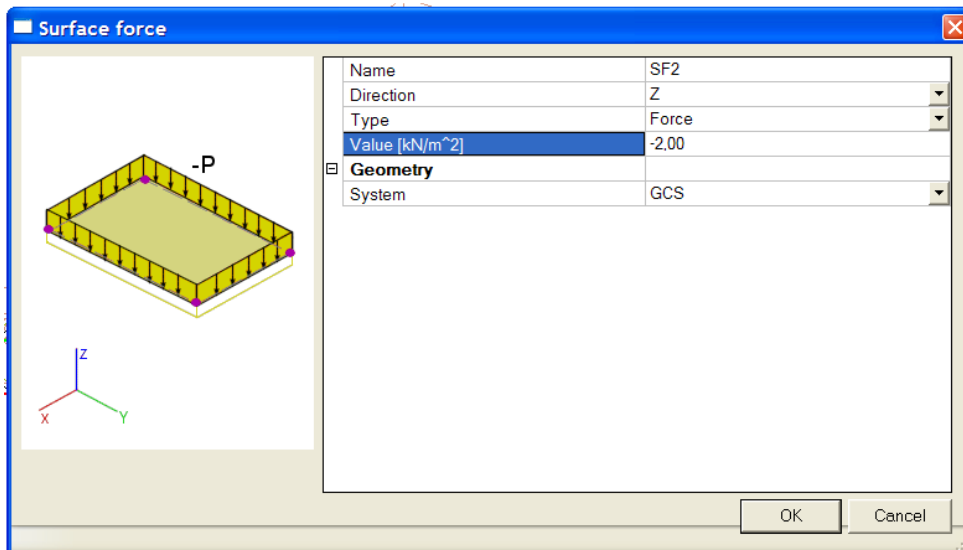 Surface force
-P
Z
X
Y
Name SF2
Direction Z
Type Force
Value [kN/m^2] -2,00
Geometry
System GCS
OK Cancel